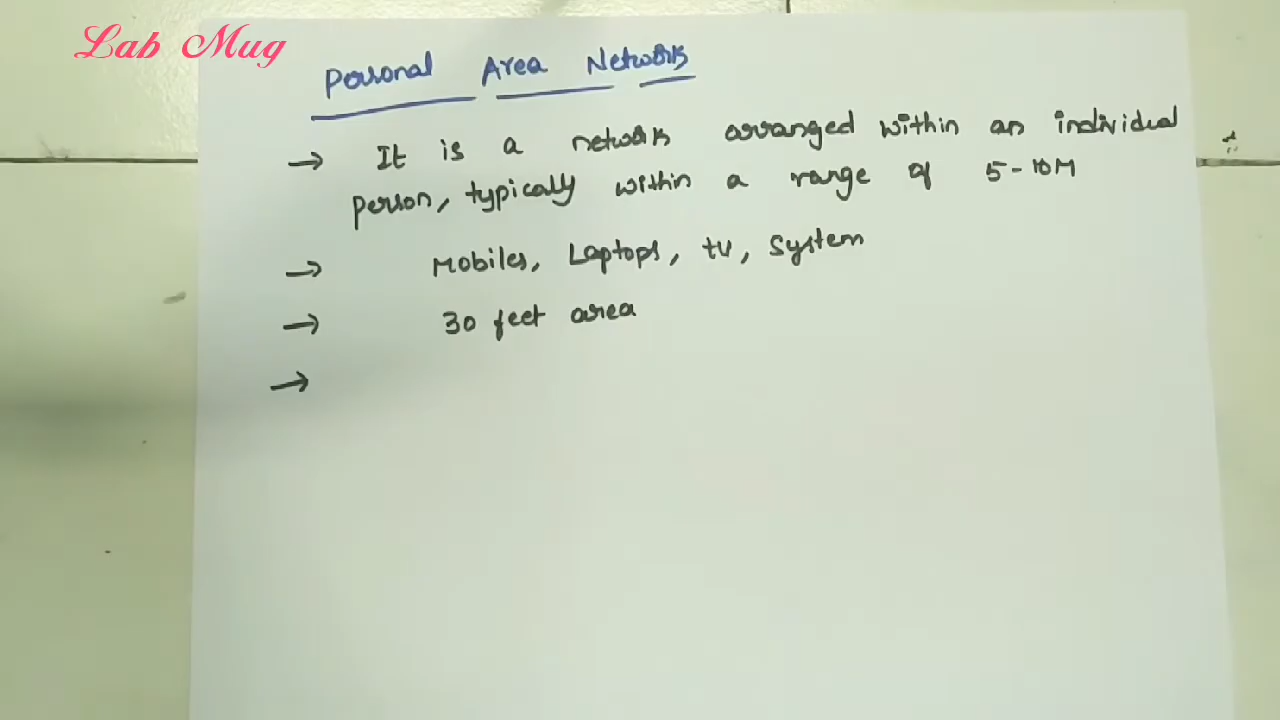 Lab Mug
Personal Area Network
→ It is a network arranged within an individual
person, typically within a range of 5-10M
→ Mobiles, Laptops, tv, System
→ 30 feet area
→